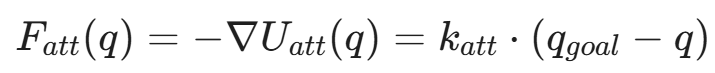 F_{att}(q) = −∇U_{att}(q) = k_{att} · (q_{goal} − q)